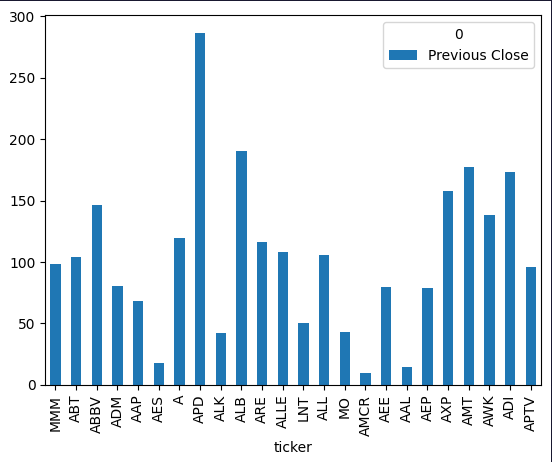 300
250
200
150
100
50
0
0
Previous Close
MMM
ABT
ABBV
ADM
AAP
AES
A
APD
ALK
ALB
ARE
ALLE
LNT
ALL
MO
AMCR
AEE
AAL
AEP
AXP
AMT
AWK
ADI
APTV
ticker